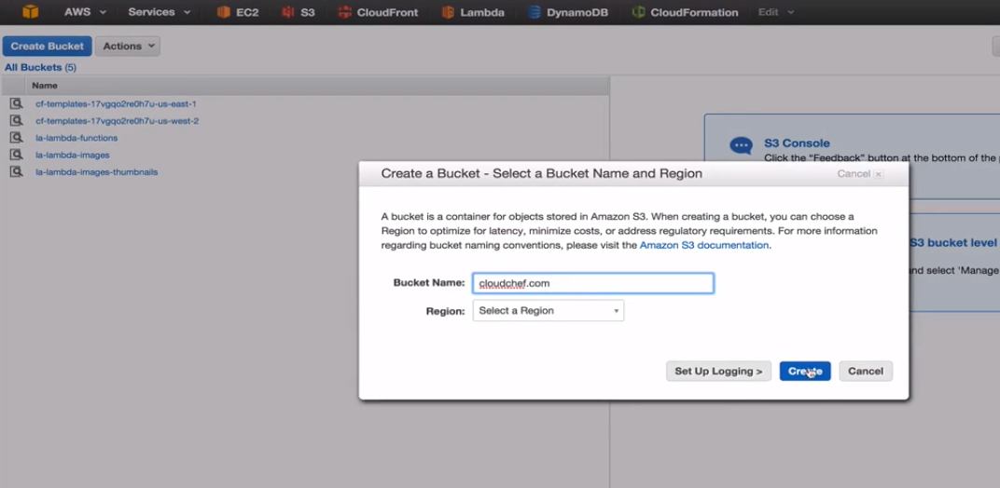 AWS Services EC2 S3 CloudFront Lambda DynamoDB CloudFormation Edit
Create Bucket Actions
All Buckets (5)
Name
cf-templates-17vgqo2re0h7u-us-east-1
cf-templates-17vgqo2re0h7u-us-west-2
la-lambda-functions
la-lambda-images
la-lambda-images-thumbnails
S3 Console
Click the "Feedback" button at the bottom of the
S3 bucket level
and select 'Manage
Create a Bucket - Select a Bucket Name and Region Cancel
A bucket is a container for objects stored in Amazon S3. When creating a bucket, you can choose a
Region to optimize for latency, minimize costs, or address regulatory requirements. For more information
regarding bucket naming conventions, please visit the Amazon S3 documentation.
Bucket Name: cloudchef.com
Region: Select a Region
Set Up Logging > Create Cancel